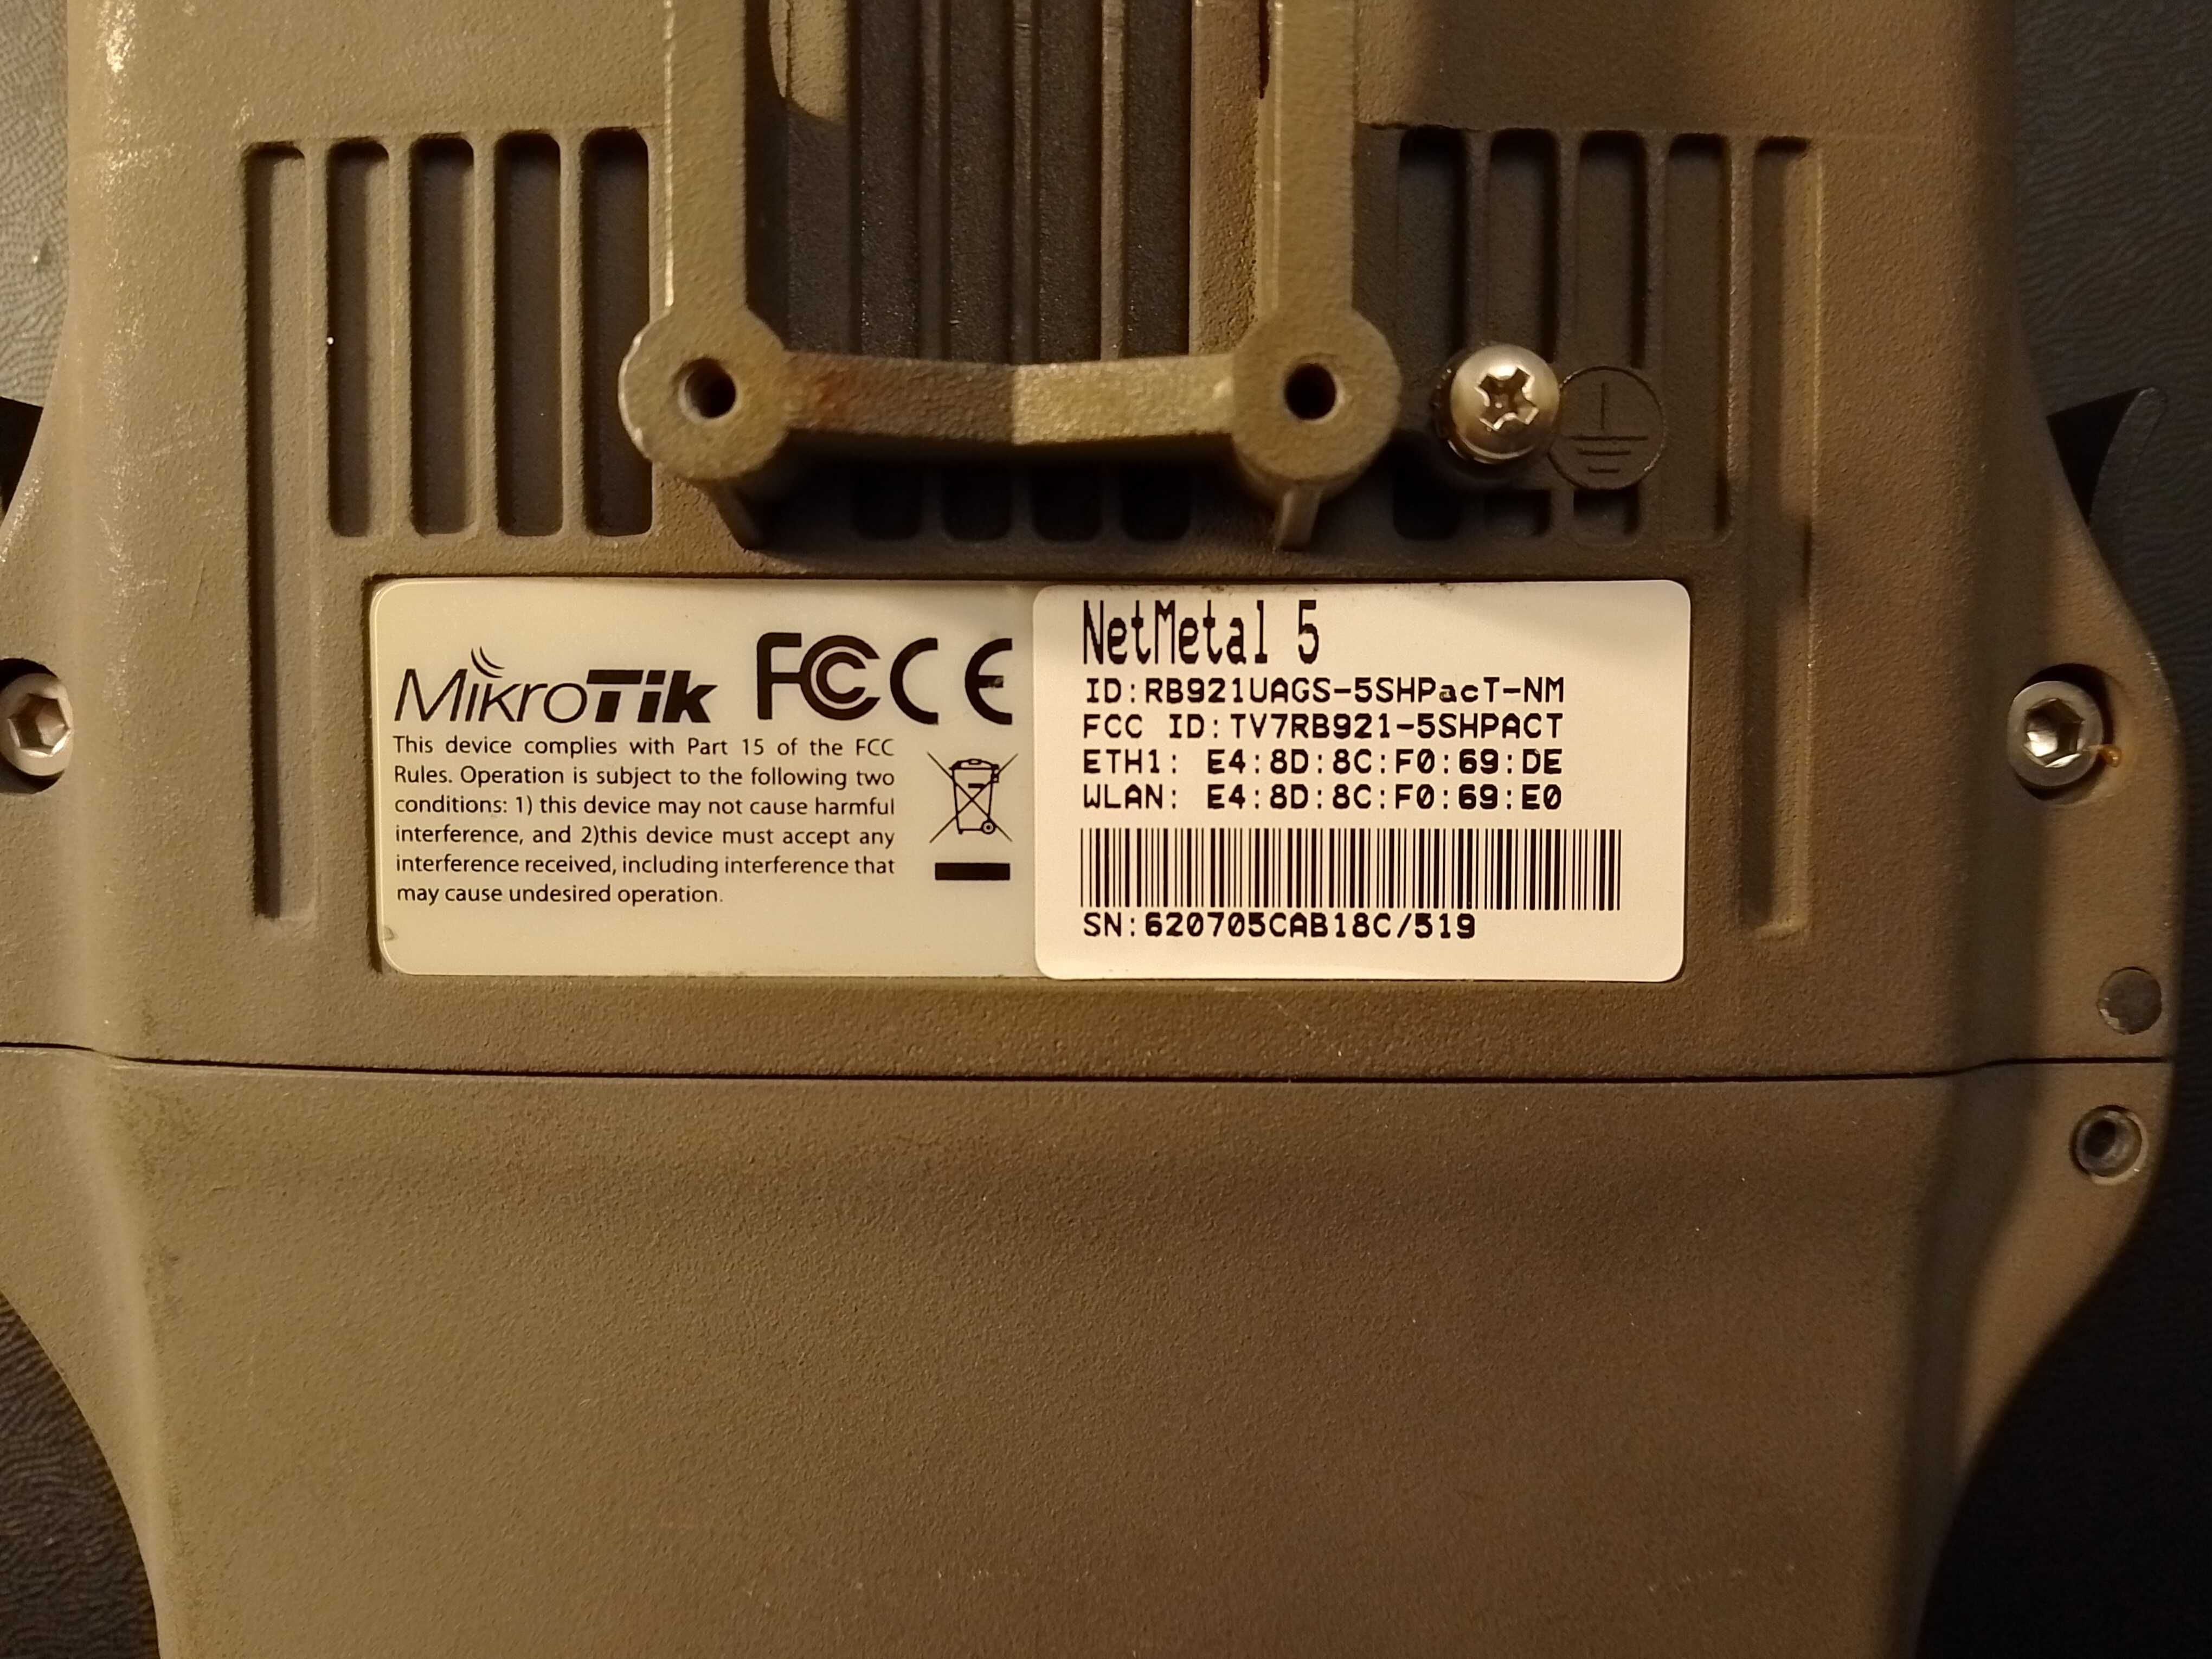 MikroTik FCC CE
This device complies with Part 15 of the FCC
Rules. Operation is subject to the following two
conditions: 1) this device may not cause harmful
interference, and 2)this device must accept any
interference received, including interference that
may cause undesired operation.
NetMetal 5
ID:RB921UAGS-5SHPacT-NM
FCC ID:TV7RB921-5SHPACT
ETH1: E4:8D:8C:F0:69:DE
WLAN: E4:8D:8C:F0:69:E0
SN:620705CAB18C/519